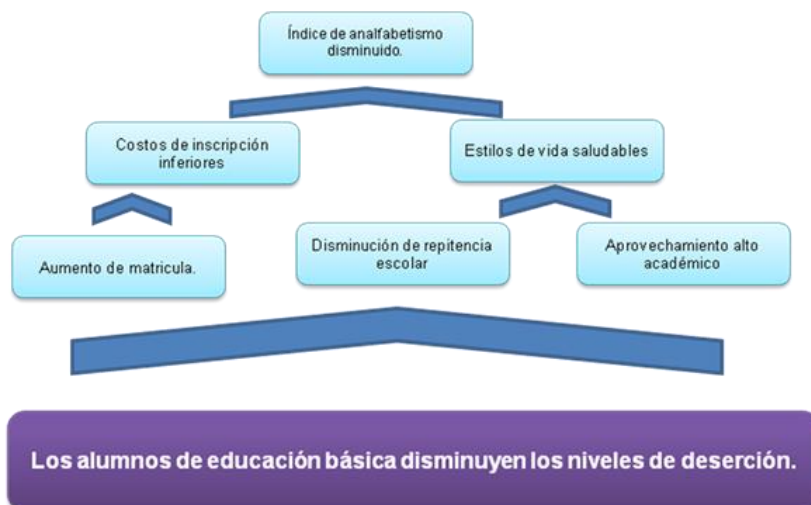 Índice de analfabetismo
disminuido.
Costos de inscripción
inferiores
Estilos de vida saludables
Aumento de matricula.
Disminución de repitencia
escolar
Aprovechamiento alto
académico
Los alumnos de educación básica disminuyen los niveles de deserción.